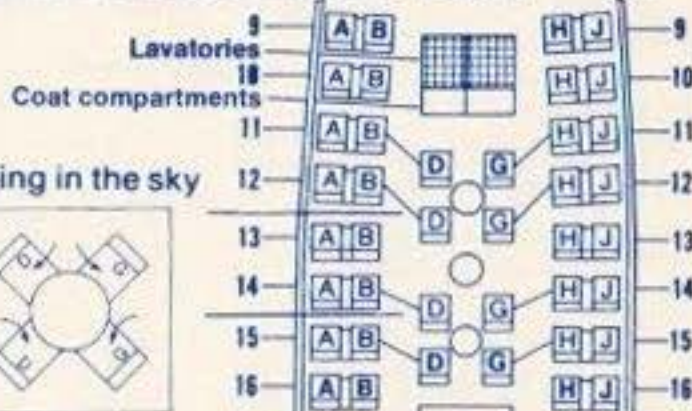 9 A B H J 9
Lavatories
10 A B H J 10
Coat compartments
11 A B H J 11
D G
ing in the sky 12 A B H J 12
D G
13 A B H J 13
G G
14 A B H J 14
D G
15 A B H J 15
D G
D G
16 A B H J 16